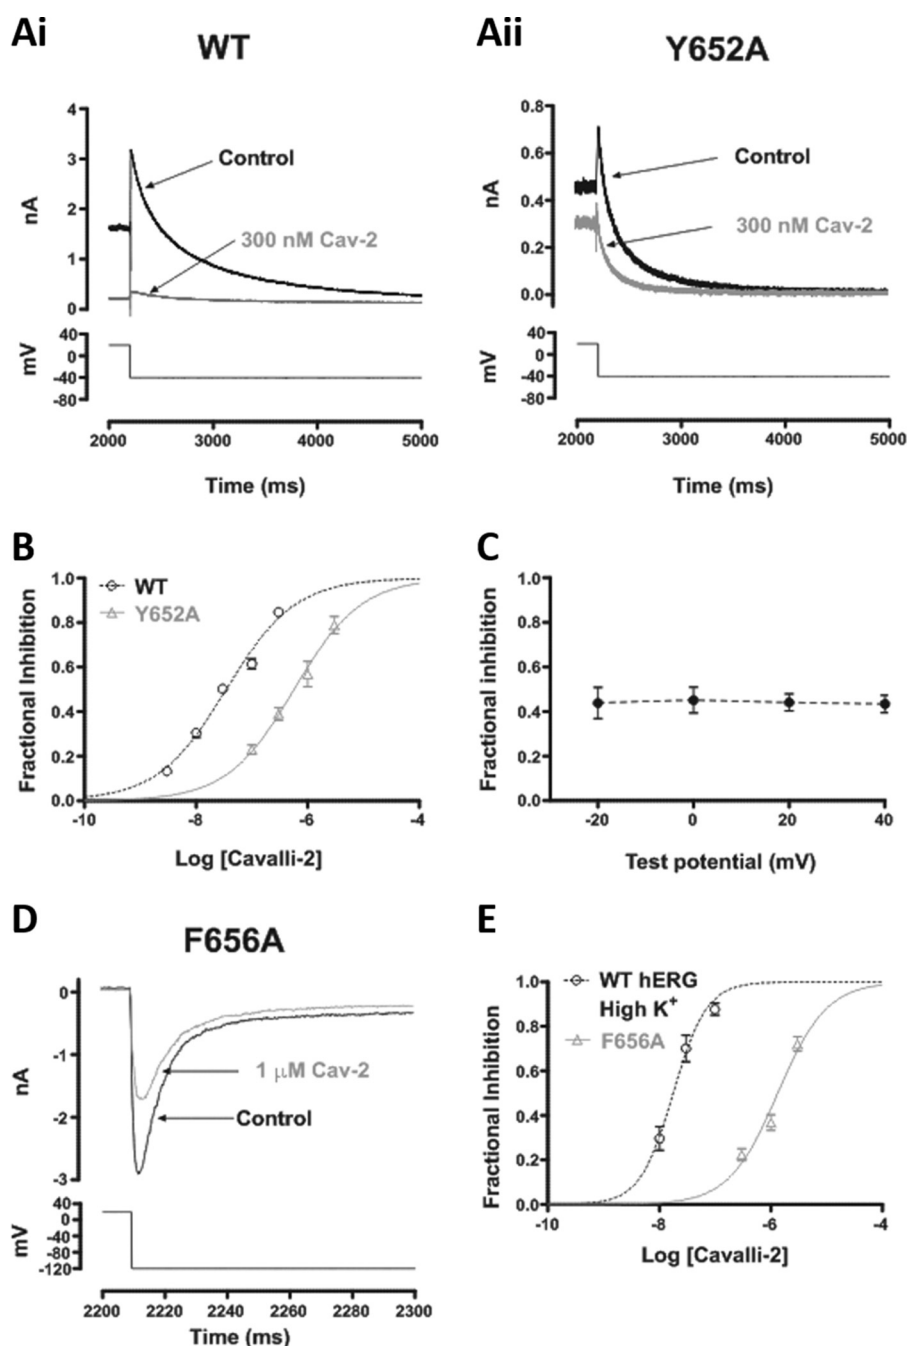 Ai
WT
4
3
2
1
0
nA
Control
300 nM Cav-2
40
0
-40
-80
mV
2000 3000 4000 5000
Time (ms)
Aii
Y652A
0.8
0.6
0.4
0.2
0.0
nA
Control
300 nM Cav-2
40
0
-40
-80
mV
2000 3000 4000 5000
Time (ms)
B
1.0
0.8
0.6
0.4
0.2
0.0
Fractional Inhibition
WT
Y652A
-10 -8 -6 -4
Log [Cavalli-2]
C
1.0
0.8
0.6
0.4
0.2
0.0
Fractional inhibition
-20 0 20 40
Test potential (mV)
D
F656A
0
-1
-2
-3
nA
1 μM Cav-2
Control
40
0
-40
-80
-120
mV
2200 2220 2240 2260 2280 2300
Time (ms)
E
1.0
0.8
0.6
0.4
0.2
0.0
Fractional Inhibition
WT hERG
High K+
F656A
-10 -8 -6 -4
Log [Cavalli-2]